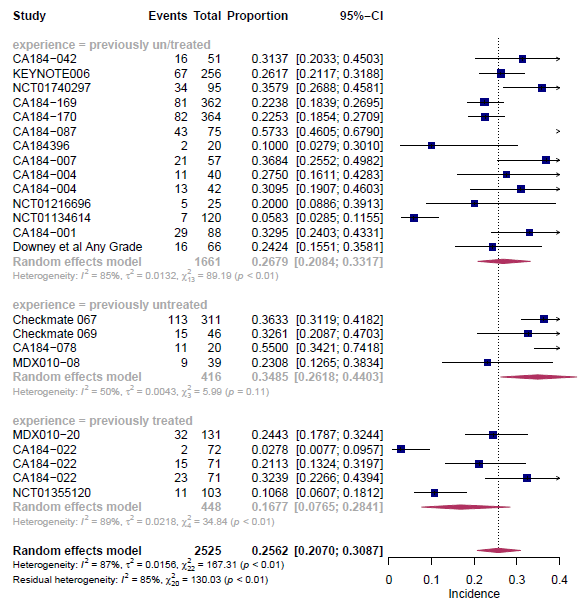 Study Events Total Proportion 95%−CI
experience = previously un/treated
CA184−042 16 51 0.3137 [0.2033; 0.4503]
KEYNOTE006 67 256 0.2617 [0.2117; 0.3188]
NCT01740297 34 95 0.3579 [0.2688; 0.4581]
CA184−169 81 362 0.2238 [0.1839; 0.2695]
CA184−170 82 364 0.2253 [0.1854; 0.2709]
CA184−087 43 75 0.5733 [0.4605; 0.6790]
CA184396 2 20 0.1000 [0.0279; 0.3010]
CA184−007 21 57 0.3684 [0.2552; 0.4982]
CA184−004 11 40 0.2750 [0.1611; 0.4283]
CA184−004 13 42 0.3095 [0.1907; 0.4603]
NCT01216696 5 25 0.2000 [0.0886; 0.3913]
NCT01134614 7 120 0.0583 [0.0285; 0.1155]
CA184−001 29 88 0.3295 [0.2403; 0.4331]
Downey et al Any Grade 16 66 0.2424 [0.1551; 0.3581]
Random effects model 1661 0.2679 [0.2084; 0.3317]
Heterogeneity: I² = 85%, τ² = 0.0132, χ²₁₃ = 89.19 (p < 0.01)
experience = previously untreated
Checkmate 067 113 311 0.3633 [0.3119; 0.4182]
Checkmate 069 15 46 0.3261 [0.2087; 0.4703]
CA184−078 11 20 0.5500 [0.3421; 0.7418]
MDX010−08 9 39 0.2308 [0.1265; 0.3834]
Random effects model 416 0.3485 [0.2618; 0.4403]
Heterogeneity: I² = 50%, τ² = 0.0043, χ²₃ = 5.99 (p = 0.11)
experience = previously treated
MDX010−20 32 131 0.2443 [0.1787; 0.3244]
CA184−022 2 72 0.0278 [0.0077; 0.0957]
CA184−022 15 71 0.2113 [0.1324; 0.3197]
CA184−022 23 71 0.3239 [0.2266; 0.4394]
NCT01355120 11 103 0.1068 [0.0607; 0.1812]
Random effects model 448 0.1677 [0.0765; 0.2841]
Heterogeneity: I² = 89%, τ² = 0.0218, χ²₄ = 34.84 (p < 0.01)
Random effects model 2525 0.2562 [0.2070; 0.3087]
Heterogeneity: I² = 87%, τ² = 0.0156, χ²₂₂ = 167.31 (p < 0.01)
Residual heterogeneity: I² = 85%, χ²₂₀ = 130.03 (p < 0.01)
0 0.1 0.2 0.3 0.4
Incidence